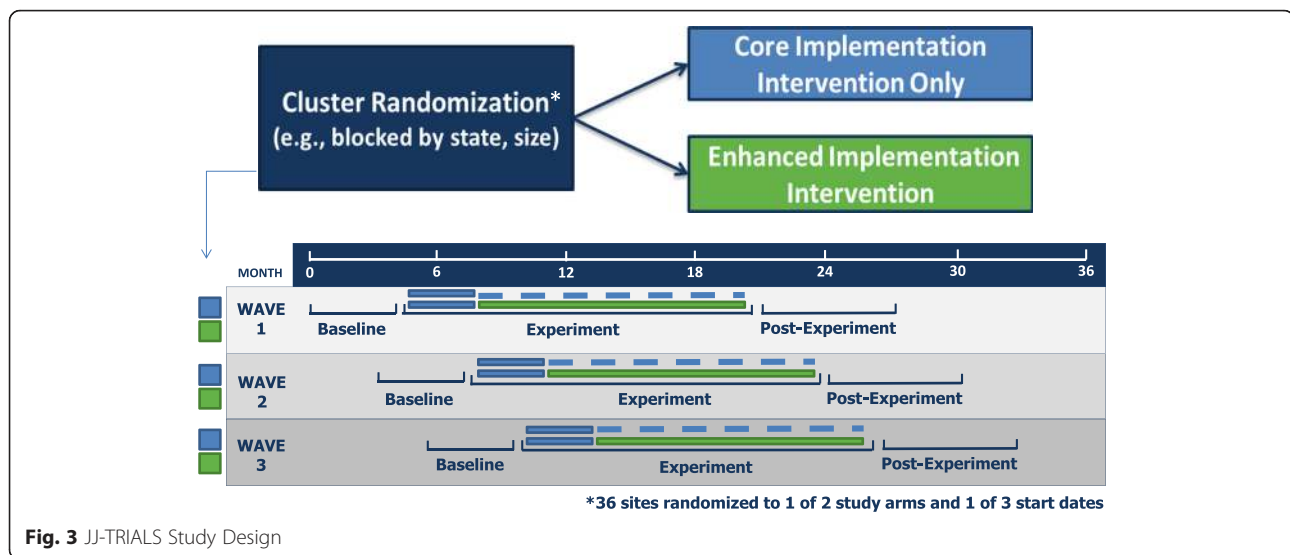 Cluster Randomization*
(e.g., blocked by state, size)
Core Implementation
Intervention Only
Enhanced Implementation
Intervention
MONTH 0 6 12 18 24 30 36
WAVE
1
Baseline Experiment Post-Experiment
WAVE
2
Baseline Experiment Post-Experiment
WAVE
3
Baseline Experiment Post-Experiment
*36 sites randomized to 1 of 2 study arms and 1 of 3 start dates
Fig. 3 JJ-TRIALS Study Design